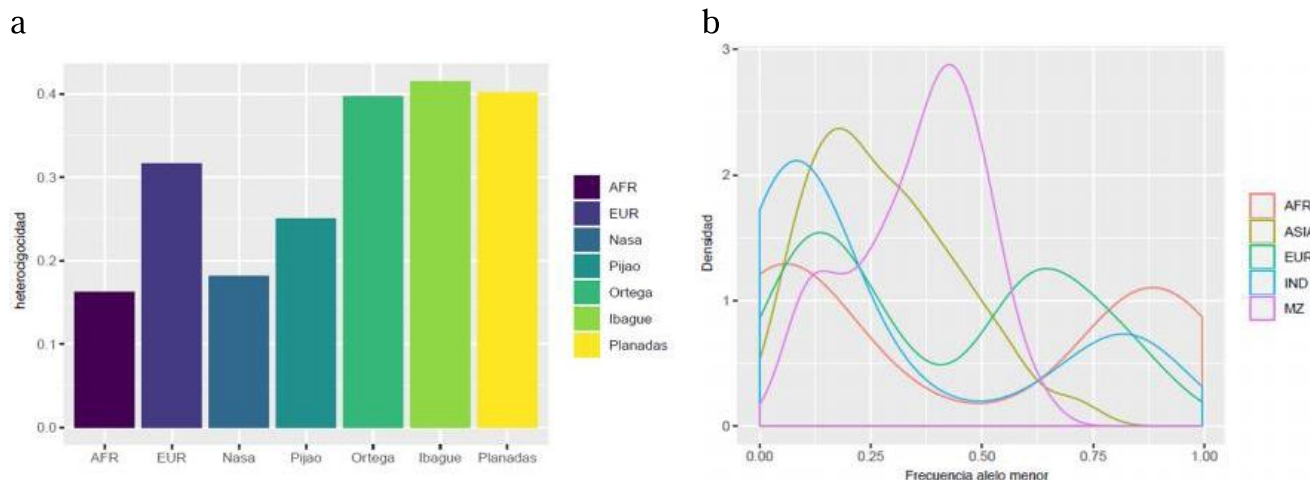 a
heterocigocidad
0.4
0.3
0.2
0.1
0.0
AFR EUR Nasa Pijao Ortega Ibague Planadas
AFR
EUR
Nasa
Pijao
Ortega
Ibague
Planadas
b
Densidad
3
2
1
0
0.00 0.25 0.50 0.75 1.00
Frecuencia alelo menor
AFR
ASIA
EUR
IND
MZ